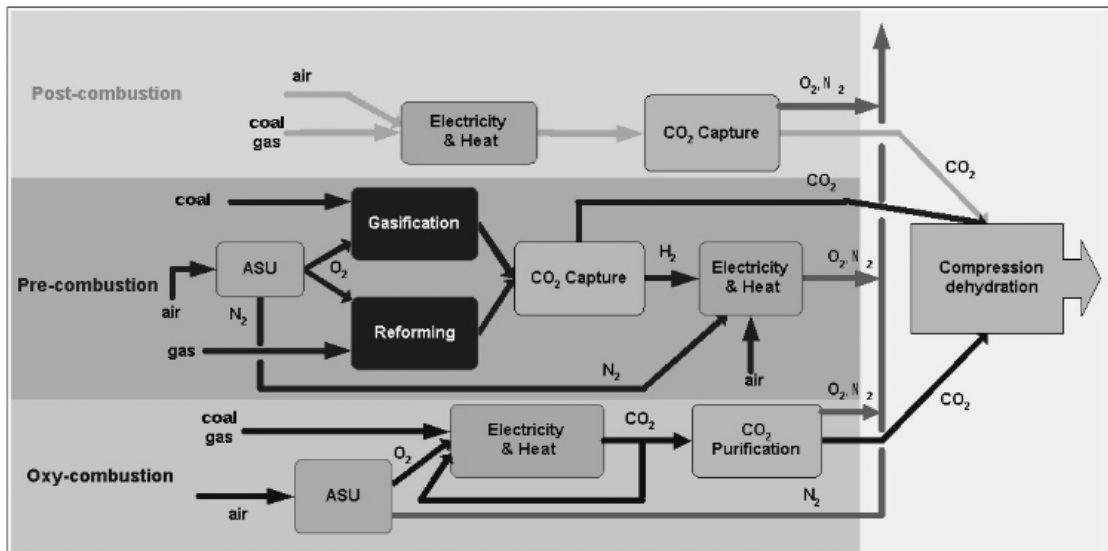 Post-combustion
air
coal
gas
Electricity
& Heat
CO₂ Capture
O₂, N₂
CO₂
Pre-combustion
coal
Gasification
ASU
O₂
air
N₂
Reforming
gas
CO₂ Capture
CO₂
H₂
Electricity
& Heat
O₂, N₂
N₂
air
Compression
dehydration
Oxy-combustion
coal
gas
O₂
ASU
air
Electricity
& Heat
CO₂
CO₂
Purification
O₂, N₂
CO₂
N₂